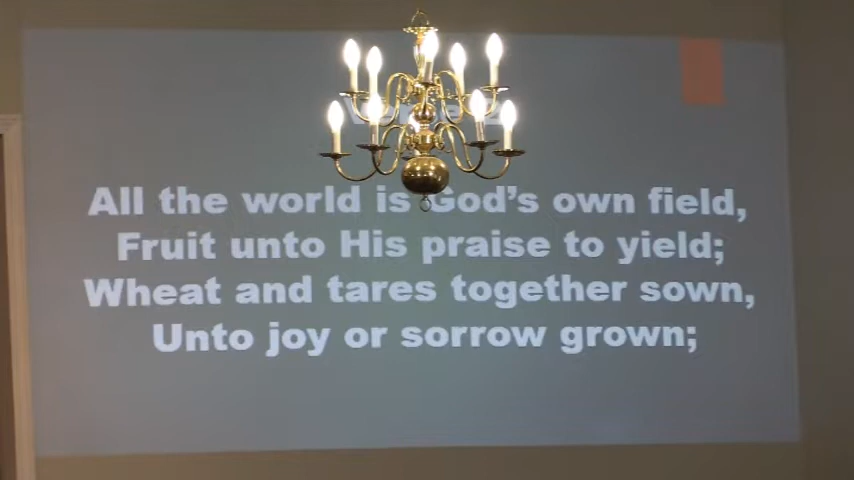 All the world is God's own field,
Fruit unto His praise to yield;
Wheat and tares together sown,
Unto joy or sorrow grown;